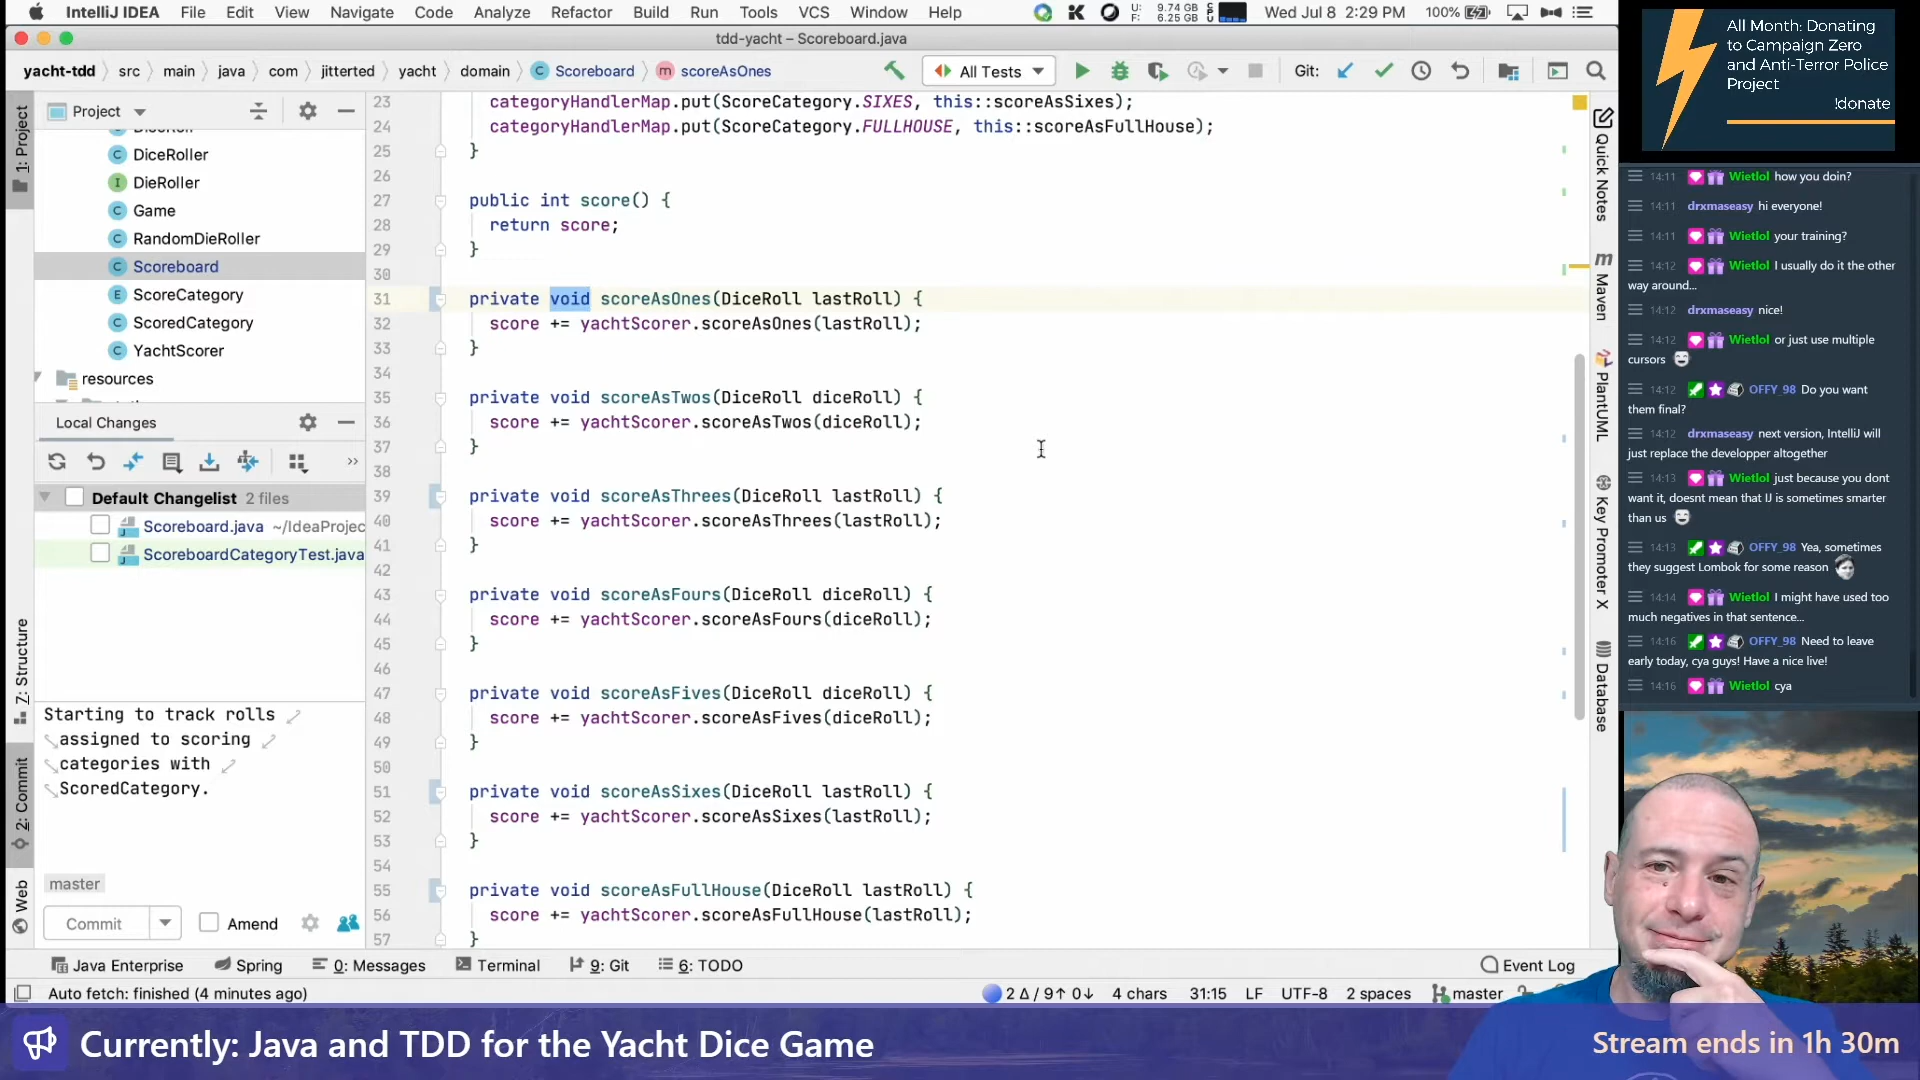 IntelliJ IDEA File Edit View Navigate Code Analyze Refactor Build Run Tools VCS Window Help
U: 9.74 GB
F: 6.25 GB
Wed Jul 8 2:29 PM 100%
tdd-yacht – Scoreboard.java
yacht-tdd src main java com jitterted yacht domain Scoreboard scoreAsOnes
All Tests
Git:
1: Project
Project
DiceRoller
DieRoller
Game
RandomDieRoller
Scoreboard
ScoreCategory
ScoredCategory
YachtScorer
resources
Local Changes
Default Changelist 2 files
Scoreboard.java ~/IdeaProjec
ScoreboardCategoryTest.java
7: Structure
2: Commit
Web
Starting to track rolls
assigned to scoring
categories with
ScoredCategory.
master
Commit
Amend
23 categoryHandlerMap.put(ScoreCategory.SIXES, this::scoreAsSixes);
24 categoryHandlerMap.put(ScoreCategory.FULLHOUSE, this::scoreAsFullHouse);
25 }
26
27 public int score() {
28 return score;
29 }
30
31 private void scoreAsOnes(DiceRoll lastRoll) {
32 score += yachtScorer.scoreAsOnes(lastRoll);
33 }
34
35 private void scoreAsTwos(DiceRoll diceRoll) {
36 score += yachtScorer.scoreAsTwos(diceRoll);
37 }
38
39 private void scoreAsThrees(DiceRoll lastRoll) {
40 score += yachtScorer.scoreAsThrees(lastRoll);
41 }
42
43 private void scoreAsFours(DiceRoll diceRoll) {
44 score += yachtScorer.scoreAsFours(diceRoll);
45 }
46
47 private void scoreAsFives(DiceRoll diceRoll) {
48 score += yachtScorer.scoreAsFives(diceRoll);
49 }
50
51 private void scoreAsSixes(DiceRoll lastRoll) {
52 score += yachtScorer.scoreAsSixes(lastRoll);
53 }
54
55 private void scoreAsFullHouse(DiceRoll lastRoll) {
56 score += yachtScorer.scoreAsFullHouse(lastRoll);
57 }
Quick Notes
Maven
PlantUML
Key Promoter X
Database
Java Enterprise Spring 0: Messages Terminal 9: Git 6: TODO Event Log
Auto fetch: finished (4 minutes ago)
2 Δ / 9↑ 0↓ 4 chars 31:15 LF UTF-8 2 spaces master
All Month: Donating
to Campaign Zero
and Anti-Terror Police
Project
!donate
14:11 Wietlol how you doin?
14:11 drxmaseasy hi everyone!
14:11 Wietlol your training?
14:12 Wietlol I usually do it the other
way around...
14:12 drxmaseasy nice!
14:12 Wietlol or just use multiple
cursors
14:12 OFFY_98 Do you want
them final?
14:12 drxmaseasy next version, IntelliJ will
just replace the developper altogether
14:13 Wietlol just because you dont
want it, doesnt mean that IJ is sometimes smarter
than us
14:13 OFFY_98 Yea, sometimes
they suggest Lombok for some reason
14:14 Wietlol I might have used too
much negatives in that sentence...
14:16 OFFY_98 Need to leave
early today, cya guys! Have a nice live!
14:16 Wietlol cya
Currently: Java and TDD for the Yacht Dice Game
Stream ends in 1h 30m